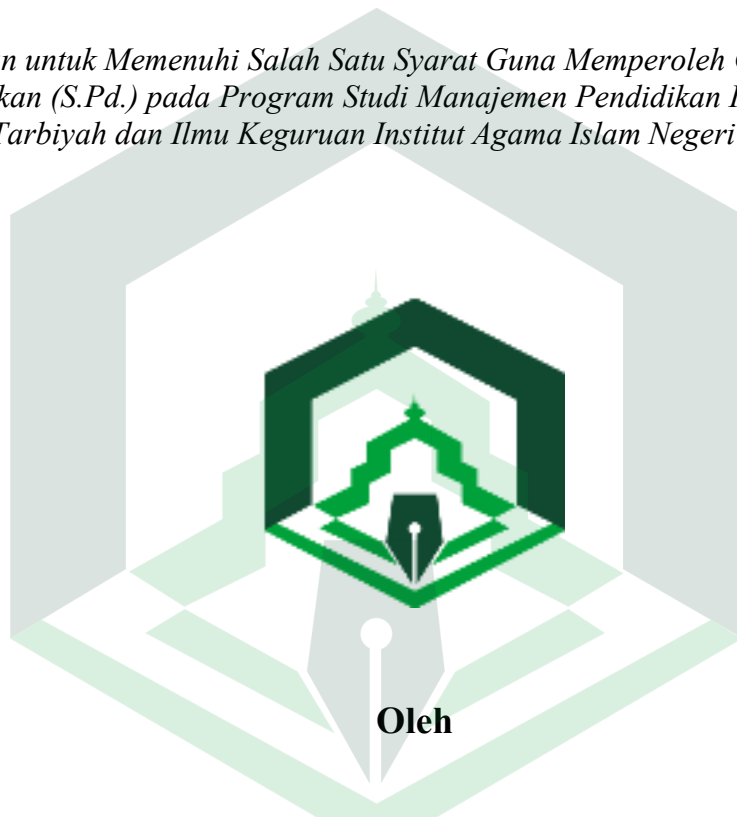 untuk Memenuhi Salah Satu Syarat Guna Memperoleh
(S.Pd.) pada Program Studi Manajemen Pendidikan
Tarbiyah dan Ilmu Keguruan Institut Agama Islam Negeri
Oleh